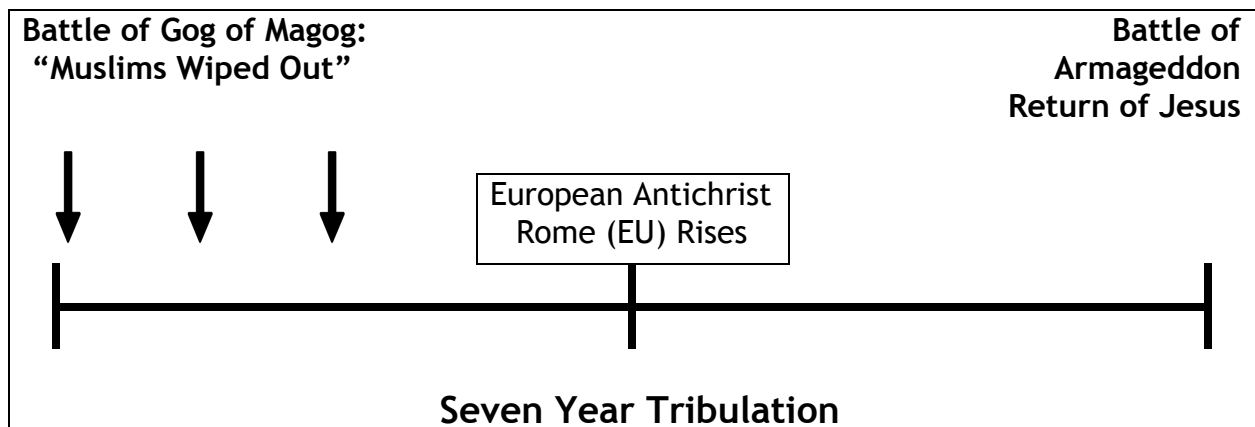 Battle of Gog of Magog:
“Muslims Wiped Out”
Battle of
Armageddon
Return of Jesus
European Antichrist
Rome (EU) Rises
Seven Year Tribulation